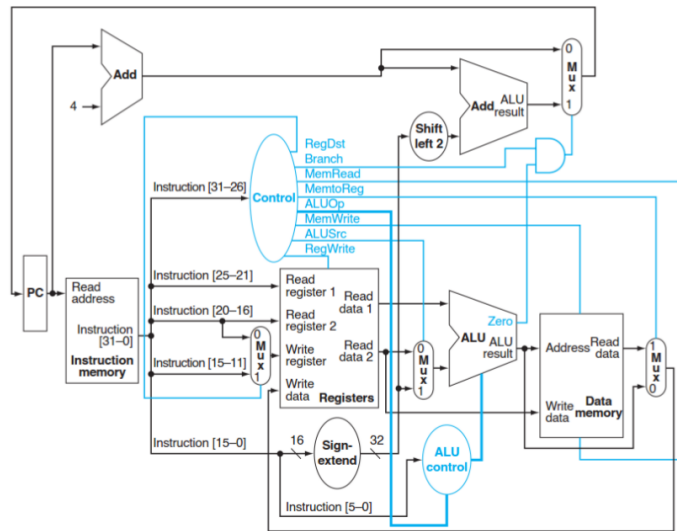 Add
4
0
Mux
1
Add
ALU
result
Shift
left 2
RegDst
Branch
MemRead
MemtoReg
ALUOp
MemWrite
ALUSrc
RegWrite
Control
Instruction [31–26]
Instruction [25–21]
Instruction [20–16]
Instruction [15–11]
Instruction [15–0]
Instruction [5–0]
PC
Read
address
Instruction
[31–0]
Instruction
memory
0
Mux
1
Read
register 1
Read
data 1
Read
register 2
Write
register
Read
data 2
Write
data
Registers
0
Mux
1
Zero
ALU
ALU
result
Address
Read
data
Write
data
Data
memory
1
Mux
0
16
Sign-
extend
32
ALU
control